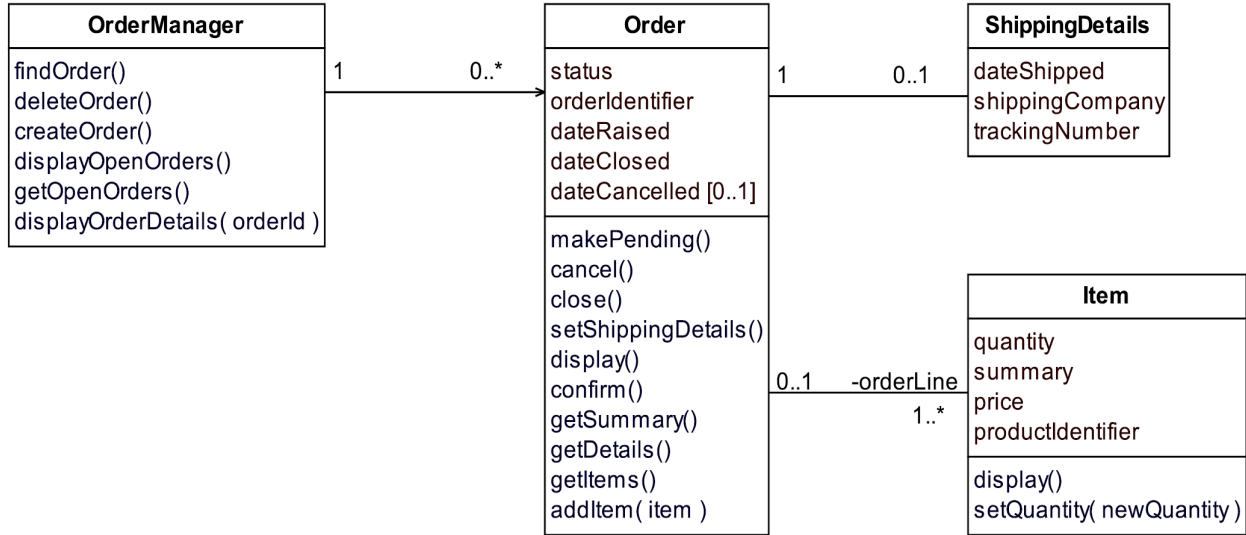 OrderManager
findOrder()
deleteOrder()
createOrder()
displayOpenOrders()
getOpenOrders()
displayOrderDetails( orderId )
1
0..*
Order
status
orderIdentifier
dateRaised
dateClosed
dateCancelled [0..1]
makePending()
cancel()
close()
setShippingDetails()
display()
confirm()
getSummary()
getDetails()
getItems()
addItem( item )
1
0..1
ShippingDetails
dateShipped
shippingCompany
trackingNumber
0..1
-orderLine
1..*
Item
quantity
summary
price
productIdentifier
display()
setQuantity( newQuantity )